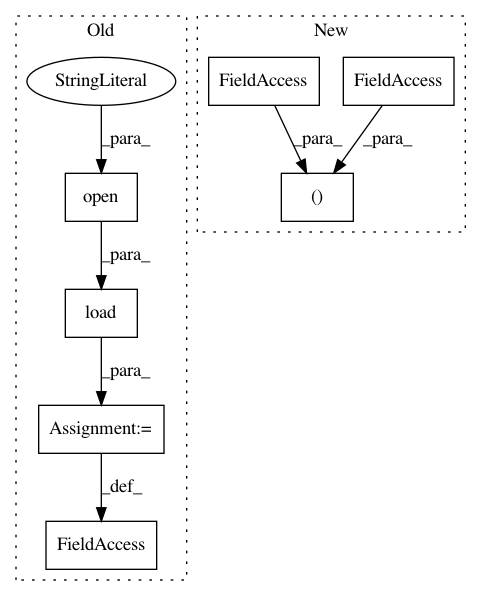 Old
New
StringLiteral
FieldAccess
FieldAccess
_para_
_para_
_para_
open
()
_para_
load
_para_
Assignment:=
_def_
FieldAccess